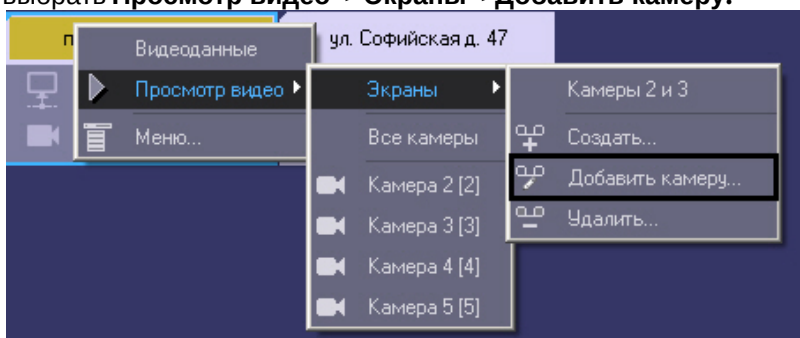 выбрать Просмотр видео → Экраны → Добавить камеру.
п
ул. Софийская д. 47
Видеоданные
Просмотр видео
Меню...
Экраны
Все камеры
Камера 2 [2]
Камера 3 [3]
Камера 4 [4]
Камера 5 [5]
Камеры 2 и 3
Создать...
Добавить камеру...
Удалить...